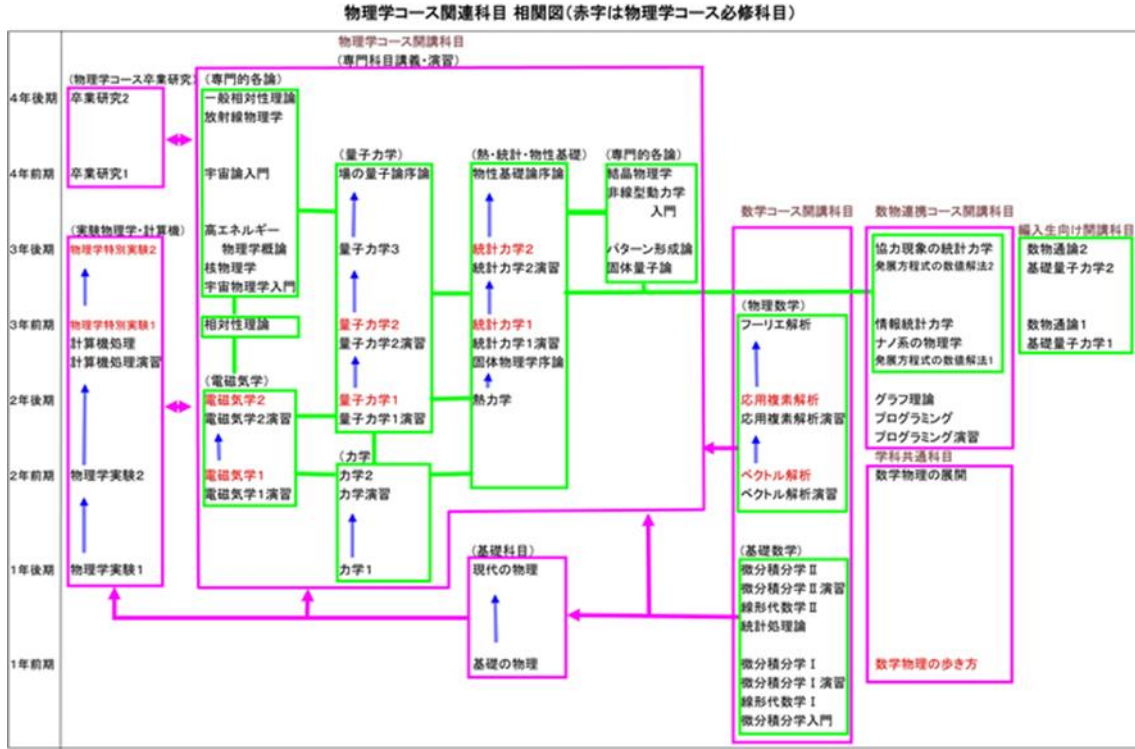 物理学コース関連科目 相関図(赤字は物理学コース必修科目)
物理学コース開講科目
(専門科目講義・演習)
(物理学コース卒業研究)
(専門的各論)
4年後期
卒業研究2
一般相対性理論
放射線物理学
(量子力学)
(熱・統計・物性基礎)
(専門的各論)
4年前期
卒業研究1
宇宙論入門
場の量子論序論
物性基礎論序論
結晶物理学
非線型動力学
入門
数学コース開講科目
数物連携コース開講科目
編入生向け開講科目
(実験物理学・計算機)
高エネルギー
物理学概論
核物理学
宇宙物理学入門
3年後期
物理学特別実験2
量子力学3
統計力学2
統計力学2演習
パターン形成論
固体量子論
協力現象の統計力学
発展方程式の数値解法2
数物通論2
基礎量子力学2
(物理数学)
3年前期
物理学特別実験1
計算機処理
計算機処理演習
相対性理論
量子力学2
量子力学2演習
統計力学1
統計力学1演習
固体物理学序論
フーリエ解析
情報統計力学
ナノ系の物理学
発展方程式の数値解法1
数物通論1
基礎量子力学1
(電磁気学)
2年後期
電磁気学2
電磁気学2演習
量子力学1
量子力学1演習
熱力学
応用複素解析
応用複素解析演習
グラフ理論
プログラミング
プログラミング演習
(力学
学科共通科目
2年前期
物理学実験2
電磁気学1
電磁気学1演習
力学2
力学演習
ベクトル解析
ベクトル解析演習
数学物理の展開
(基礎科目)
(基礎数学)
1年後期
物理学実験1
力学1
現代の物理
微分積分学Ⅱ
微分積分学Ⅱ演習
線形代数学Ⅱ
統計処理論
1年前期
基礎の物理
微分積分学Ⅰ
微分積分学Ⅰ演習
線形代数学Ⅰ
微分積分学入門
数学物理の歩き方